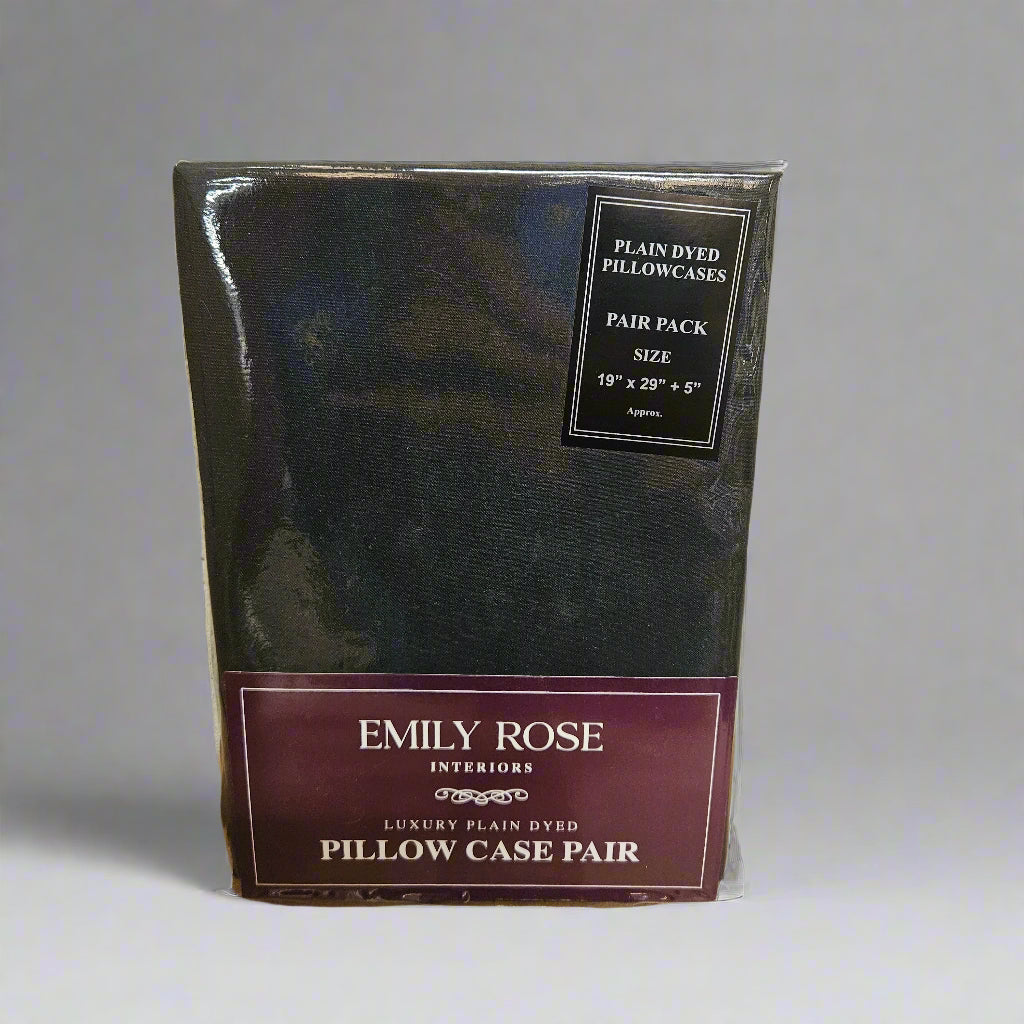 PLAIN DYED
PILLOWCASES
PAIR PACK
SIZE
19” x 29” + 5”
Approx.
EMILY ROSE
INTERIORS
LUXURY PLAIN DYED
PILLOW CASE PAIR